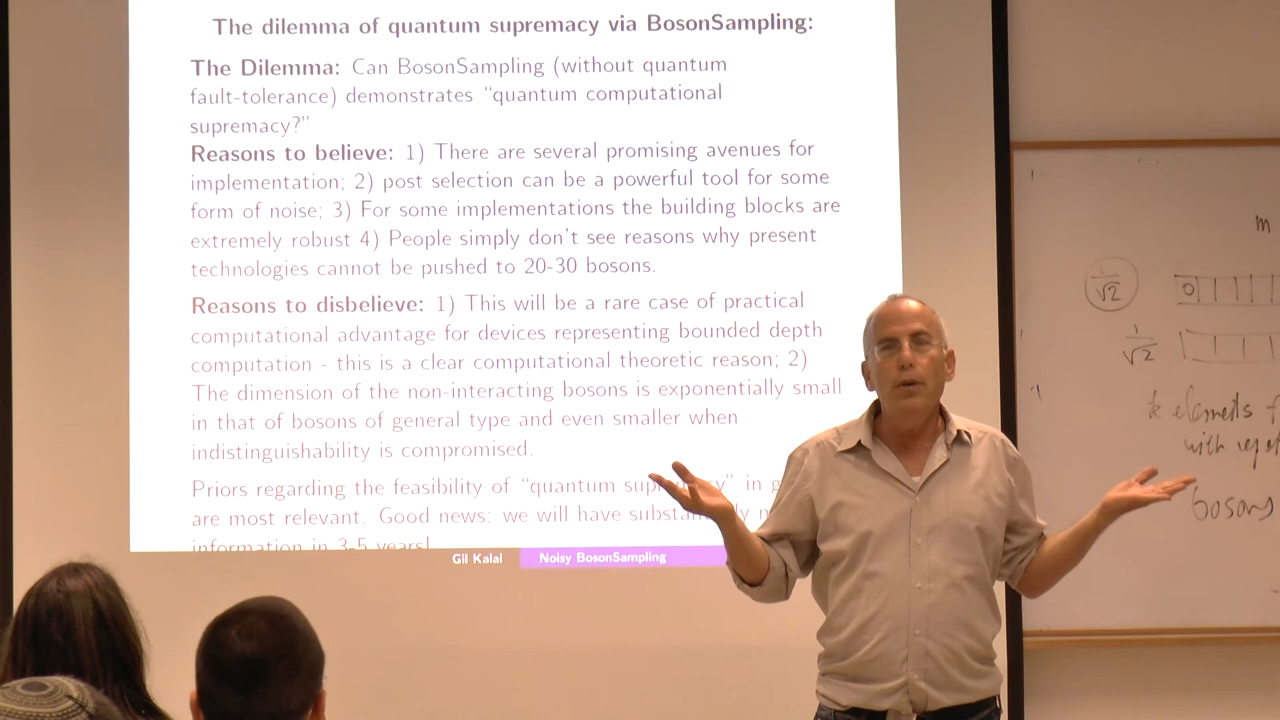 The dilemma of quantum supremacy via BosonSampling:
The Dilemma: Can BosonSampling (without quantum
fault-tolerance) demonstrates “quantum computational
supremacy?”
Reasons to believe: 1) There are several promising avenues for
implementation; 2) post selection can be a powerful tool for some
form of noise; 3) For some implementations the building blocks are
extremely robust 4) People simply don't see reasons why present
technologies cannot be pushed to 20-30 bosons.
Reasons to disbelieve: 1) This will be a rare case of practical
computational advantage for devices representing bounded depth
computation - this is a clear computational theoretic reason; 2)
The dimension of the non-interacting bosons is exponentially small
in that of bosons of general type and even smaller when
indistinguishability is compromised.
Priors regarding the feasibility of “quantum in
are most relevant. Good news: we will have
information in 3-5 years!
Gil Kalai Noisy BosonSampling
m
1/√2 0
1/√2
k elements
with
bosons